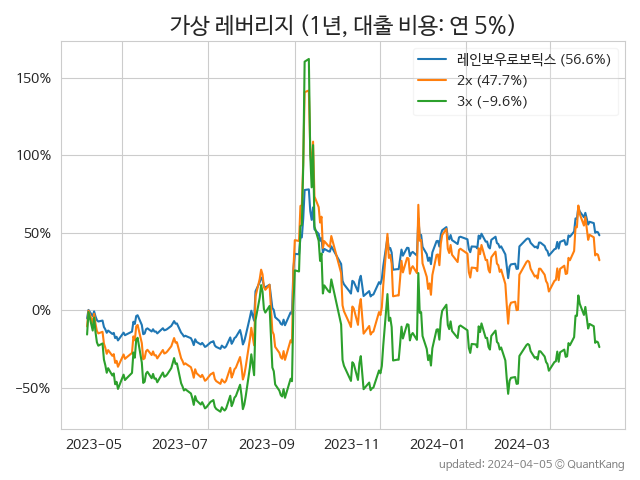 가상 레버리지 (1년, 대출 비용: 연 5%)
레인보우로보틱스 (56.6%)
2x (47.7%)
3x (−9.6%)
150%
100%
50%
0%
−50%
2023-05 2023-07 2023-09 2023-11 2024-01 2024-03
updated: 2024-04-05 © QuantKang